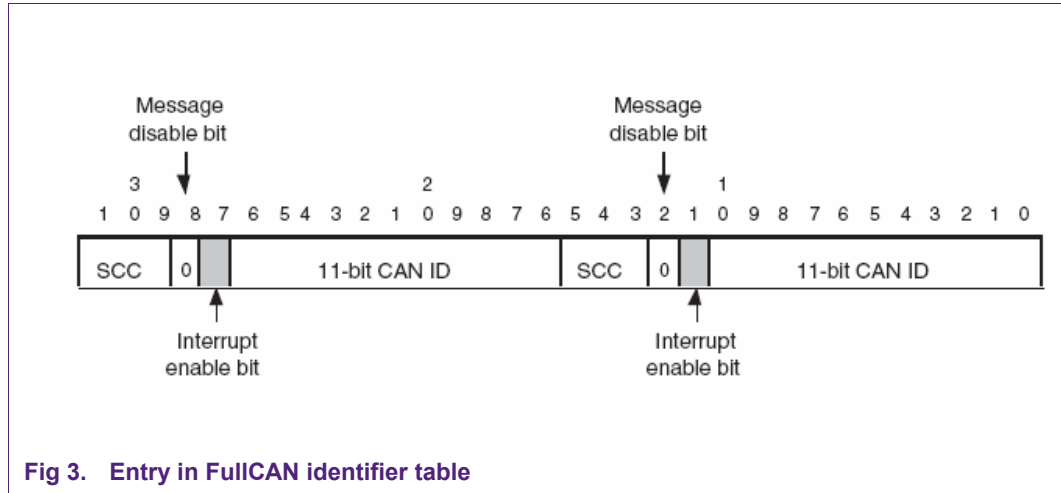 Message Message
disable bit disable bit
3 2 1
1 0 9 8 7 6 5 4 3 2 1 0 9 8 7 6 5 4 3 2 1 0 9 8 7 6 5 4 3 2 1 0
SCC 0 11-bit CAN ID SCC 0 11-bit CAN ID
Interrupt Interrupt
enable bit enable bit
Fig 3. Entry in FullCAN identifier table